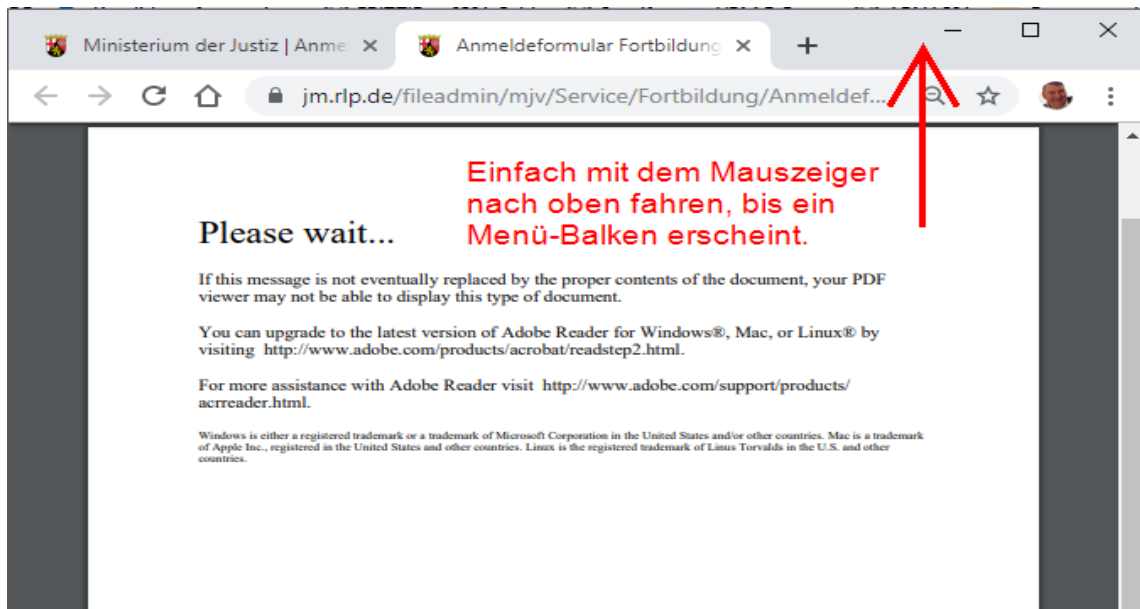 Ministerium der Justiz | Anme
Anmeldeformular Fortbildung
jm.rlp.de/fileadmin/mjv/Service/Fortbildung/Anmeldef...
Einfach mit dem Mauszeiger
nach oben fahren, bis ein
Menü-Balken erscheint.
Please wait...
If this message is not eventually replaced by the proper contents of the document, your PDF
viewer may not be able to display this type of document.
You can upgrade to the latest version of Adobe Reader for Windows®, Mac, or Linux® by
visiting http://www.adobe.com/products/acrobat/readstep2.html.
For more assistance with Adobe Reader visit http://www.adobe.com/support/products/
acrreader.html.
Windows is either a registered trademark or a trademark of Microsoft Corporation in the United States and/or other countries. Mac is a trademark
of Apple Inc., registered in the United States and other countries. Linux is the registered trademark of Linus Torvalds in the U.S. and other
countries.